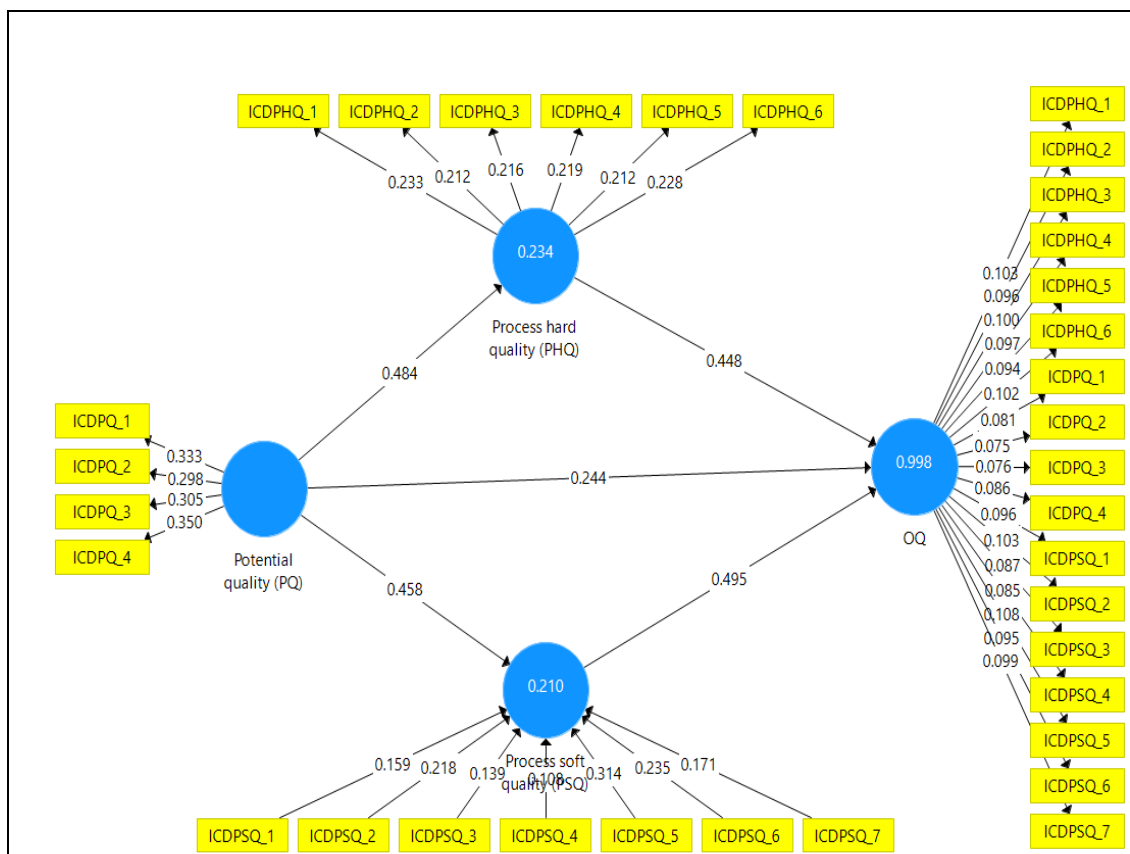 ICDPHQ_1 ICDPHQ_2 ICDPHQ_3 ICDPHQ_4 ICDPHQ_5 ICDPHQ_6
0.233 0.212 0.216 0.219 0.212 0.228
0.234
Process hard
quality (PHQ)
0.484
0.448
ICDPQ_1
ICDPQ_2
ICDPQ_3
ICDPQ_4
0.333
0.298
0.305
0.350
Potential
quality (PQ)
0.244
0.458
0.495
0.998
OQ
0.210
Process soft
quality (PSQ)
0.159 0.218 0.139 0.108 0.314 0.235 0.171
ICDPSQ_1 ICDPSQ_2 ICDPSQ_3 ICDPSQ_4 ICDPSQ_5 ICDPSQ_6 ICDPSQ_7
0.103
0.096
0.100
0.097
0.094
0.102
0.081
0.075
0.076
0.086
0.096
0.103
0.087
0.085
0.108
0.095
0.099
ICDPHQ_1
ICDPHQ_2
ICDPHQ_3
ICDPHQ_4
ICDPHQ_5
ICDPHQ_6
ICDPQ_1
ICDPQ_2
ICDPQ_3
ICDPQ_4
ICDPSQ_1
ICDPSQ_2
ICDPSQ_3
ICDPSQ_4
ICDPSQ_5
ICDPSQ_6
ICDPSQ_7